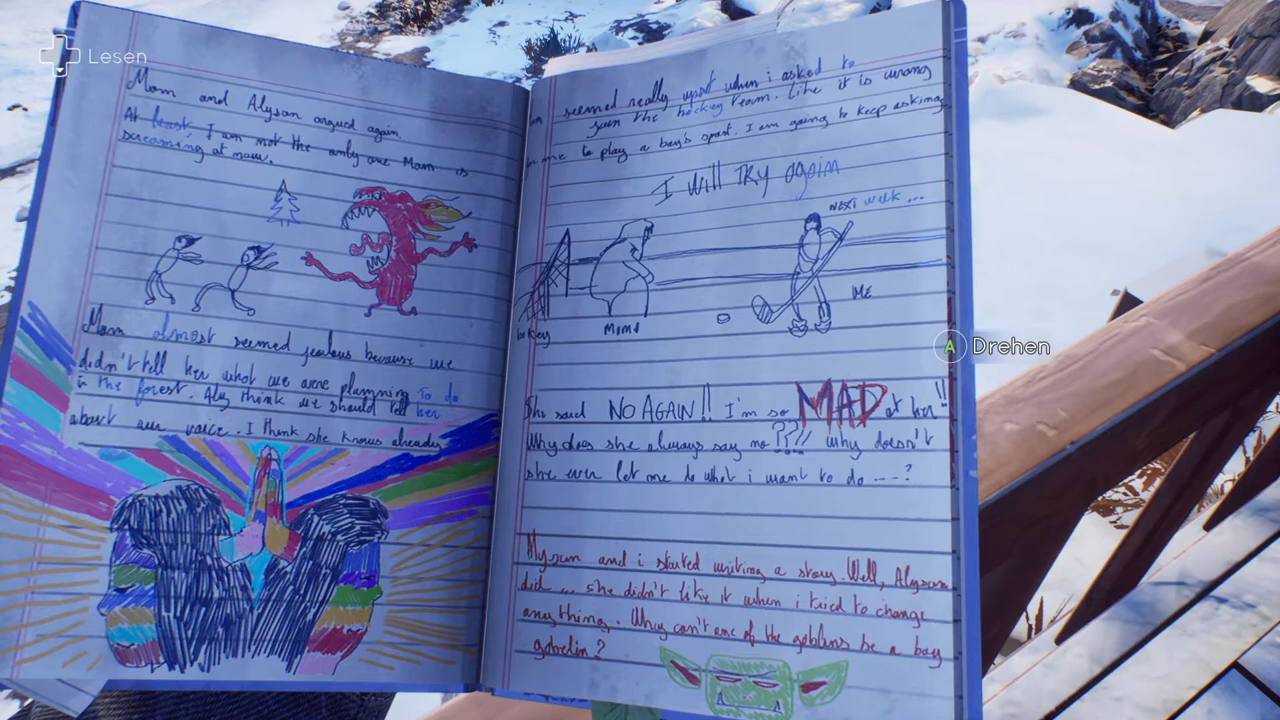 Lesen
Mom and Alyson argued again.
At least I am not the only one Mom is
screaming at now.
Mom almost seemed jealous because we
didn't tell her what we were planning to do
in the forest. Aly think we should tell her
about our voice. I think she knows already
seemed really upset when i asked to
join the hockey team. Like it is wrong
me to play a boy's sport. I am going to keep asking
I WILL TRY again
NEXT week ...
ME
Moms
She said NO AGAIN!! I'm so MAD at her!!
Why does she always say no???!! why doesn't
she ever let me do what i want to do ----?
Alyson and i started writing a story. Well, Alyson
did ... she didn't like it when i tried to change
anything. Why can't one of the goblins be a boy
gobelin?
A Drehen